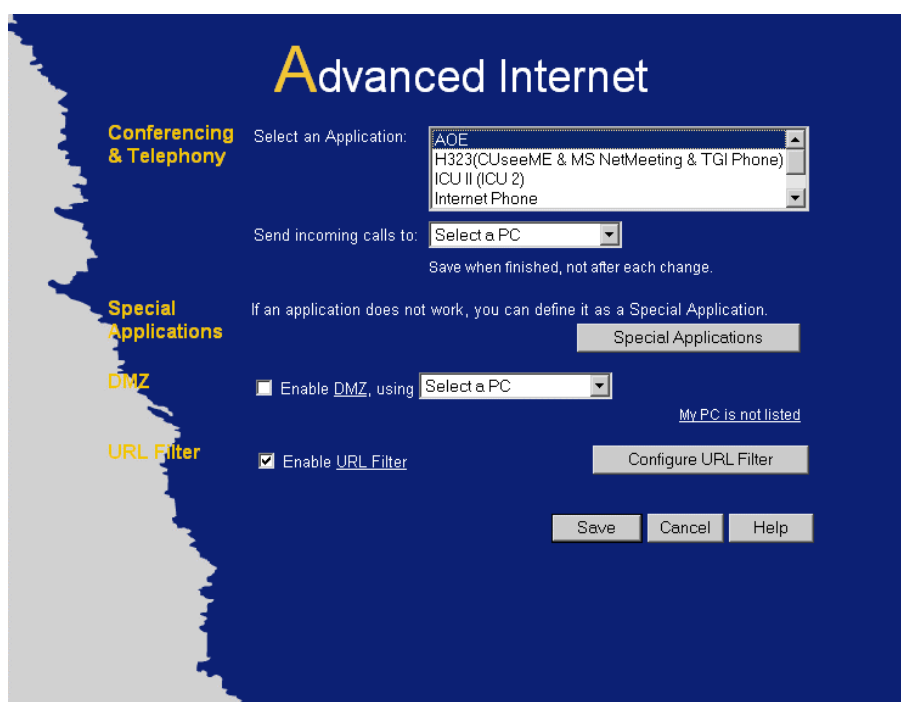 Advanced Internet
Conferencing & Telephony
Select an Application:
AOE
H323(CUseeME & MS NetMeeting & TGI Phone)
ICU II (ICU 2)
Internet Phone
Send incoming calls to: Select a PC
Save when finished, not after each change.
Special Applications
If an application does not work, you can define it as a Special Application.
Special Applications
DMZ
Enable DMZ, using Select a PC
My PC is not listed
URL Filter
Enable URL Filter
Configure URL Filter
Save Cancel Help